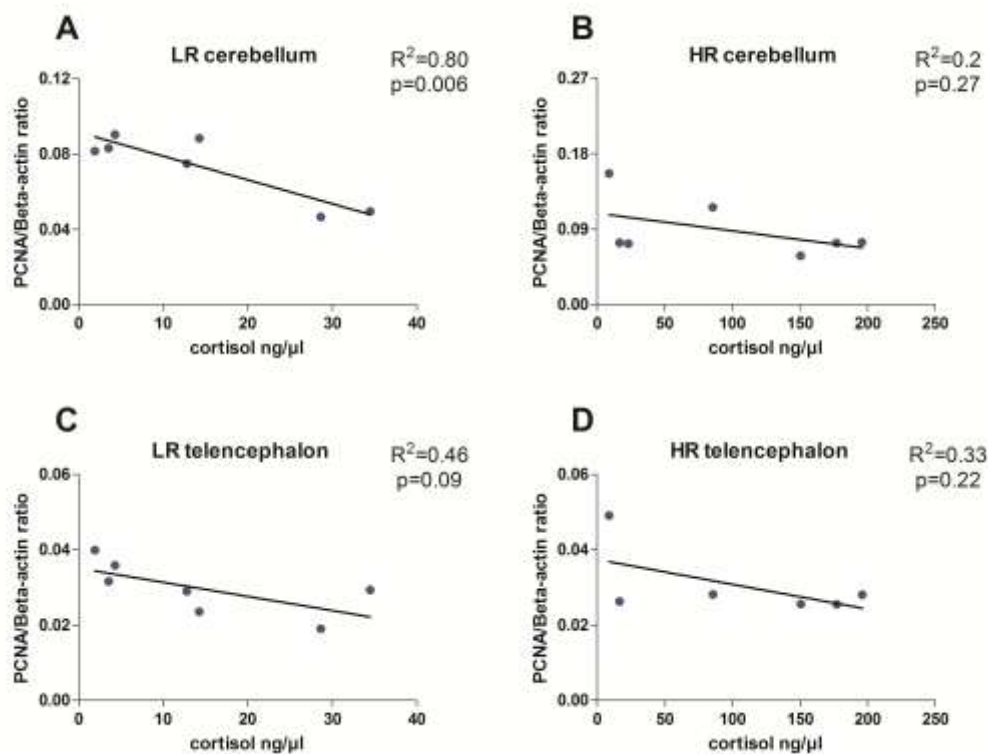 A
LR cerebellum
R²=0.80
p=0.006
PCNA/Beta-actin ratio
0.12
0.08
0.04
0.00
0 10 20 30 40
cortisol ng/µl
B
HR cerebellum
R²=0.2
p=0.27
PCNA/Beta-actin ratio
0.27
0.18
0.09
0.00
0 50 100 150 200 250
cortisol ng/µl
C
LR telencephalon
R²=0.46
p=0.09
PCNA/Beta-actin ratio
0.06
0.04
0.02
0.00
0 10 20 30 40
cortisol ng/µl
D
HR telencephalon
R²=0.33
p=0.22
PCNA/Beta-actin ratio
0.06
0.04
0.02
0.00
0 50 100 150 200 250
cortisol ng/µl